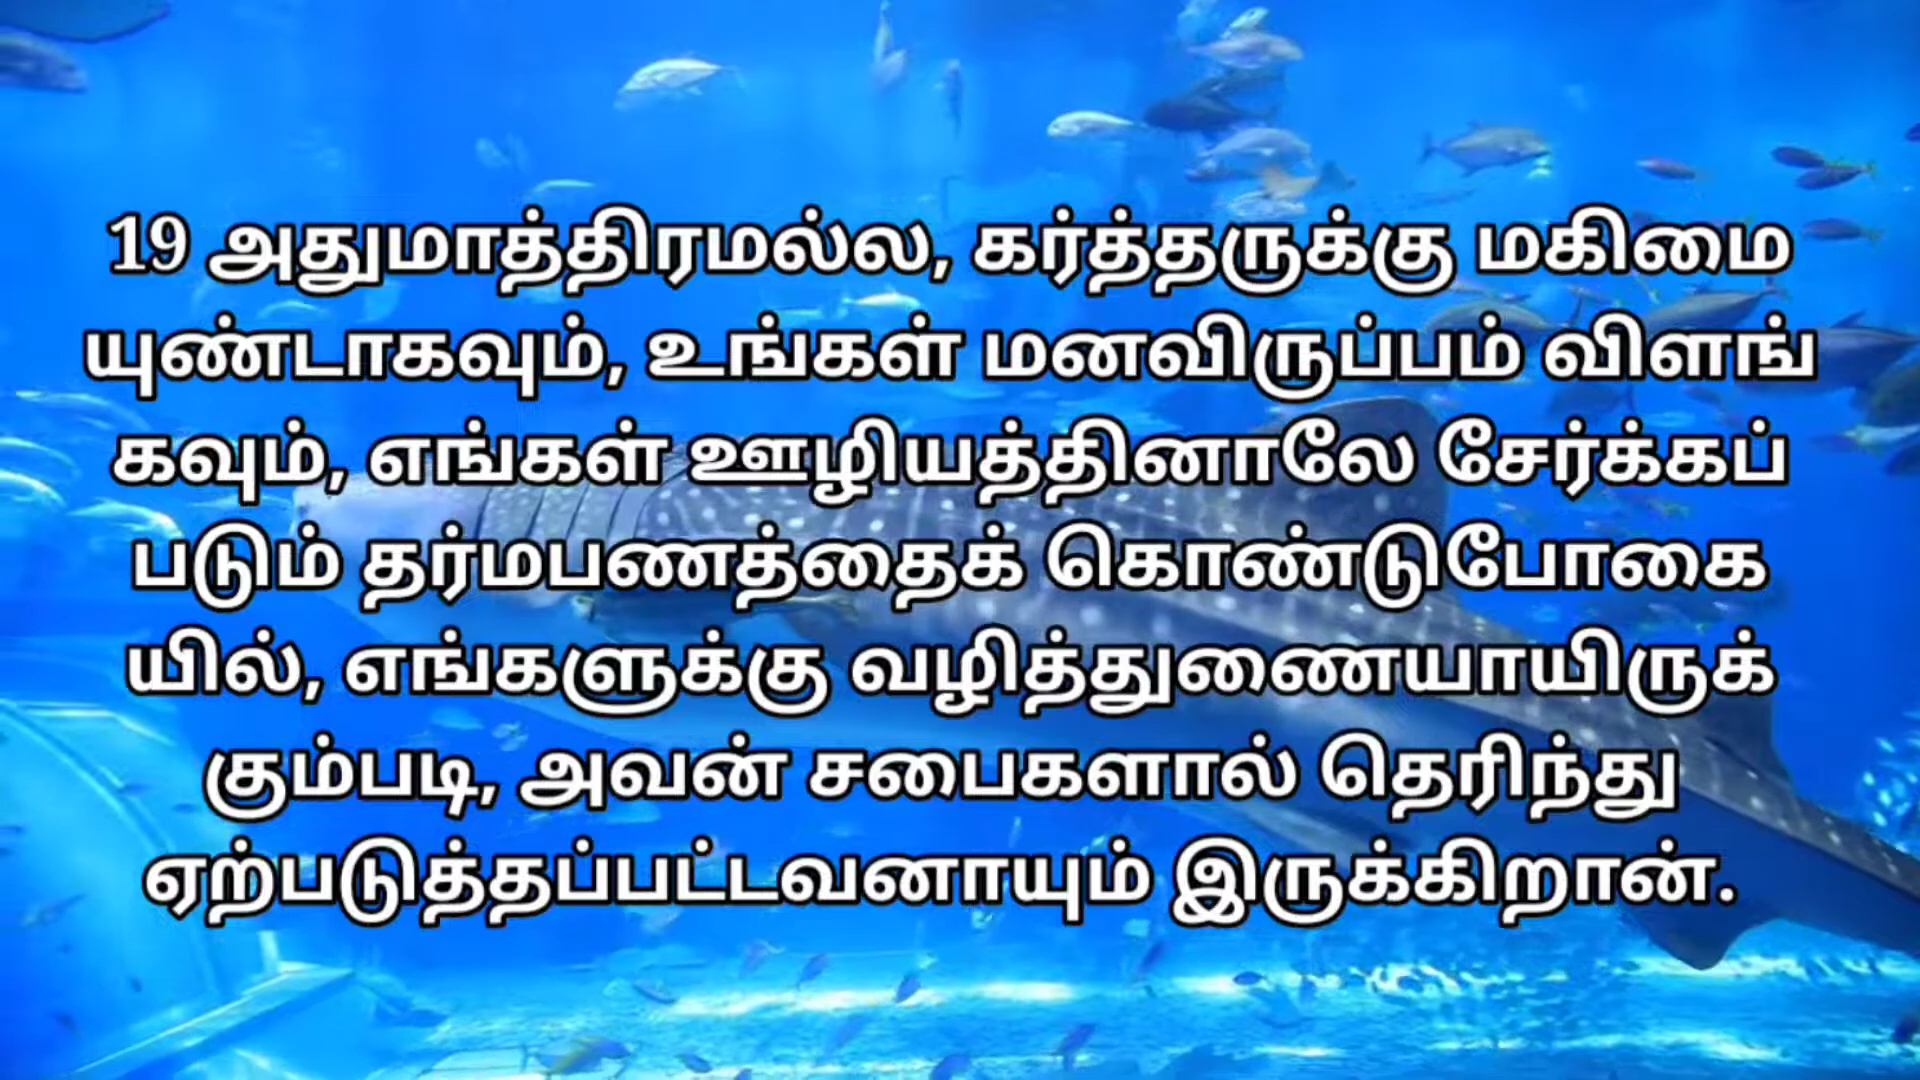 19 அதுமாத்திரமல்ல, கர்த்தருக்கு மகிமை
யுண்டாகவும், உங்கள் மனவிருப்பம் விளங்
கவும், எங்கள் ஊழியத்தினாலே சேர்க்கப்
படும் தர்மபணத்தைக் கொண்டுபோகை
யில், எங்களுக்கு வழித்துணையாயிருக்
கும்படி, அவன் சபைகளால் தெரிந்து
ஏற்படுத்தப்பட்டவனாயும் இருக்கிறான்.